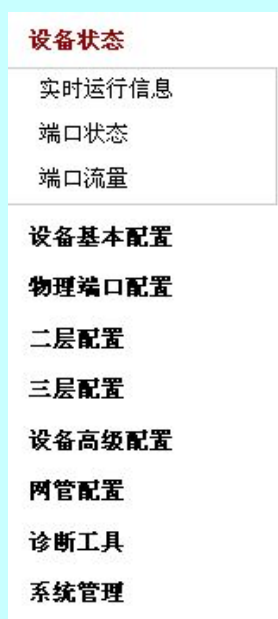 设备状态
实时运行信息
端口状态
端口流量
设备基本配置
物理端口配置
二层配置
三层配置
设备高级配置
网管配置
诊断工具
系统管理